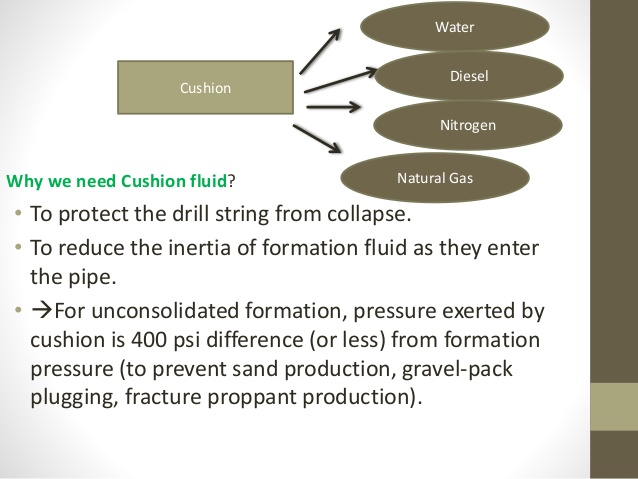 Water
Cushion
Diesel
Nitrogen
Natural Gas
Why we need Cushion fluid?
• To protect the drill string from collapse.
• To reduce the inertia of formation fluid as they enter
the pipe.
• →For unconsolidated formation, pressure exerted by
cushion is 400 psi difference (or less) from formation
pressure (to prevent sand production, gravel-pack
plugging, fracture proppant production).